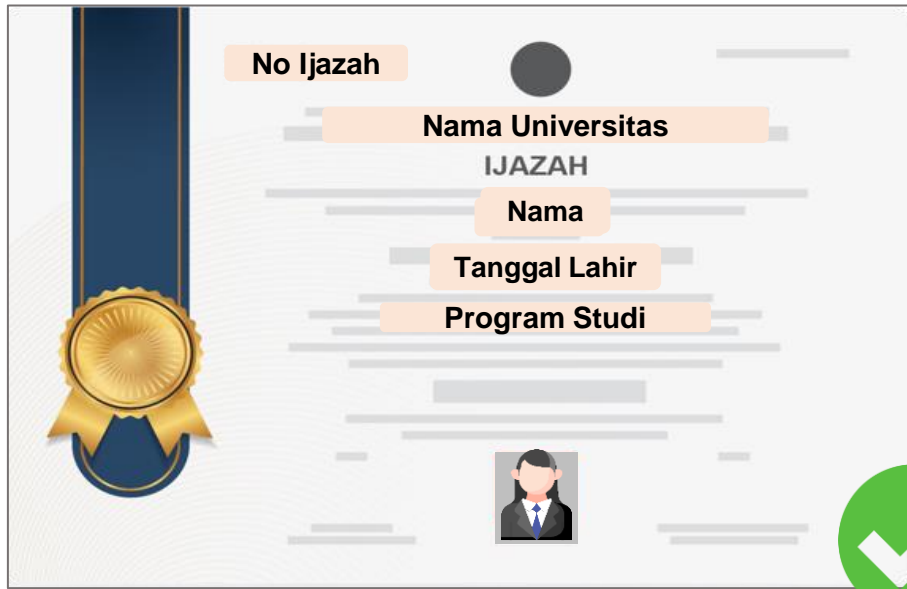 No Ijazah
Nama Universitas
IJAZAH
Nama
Tanggal Lahir
Program Studi